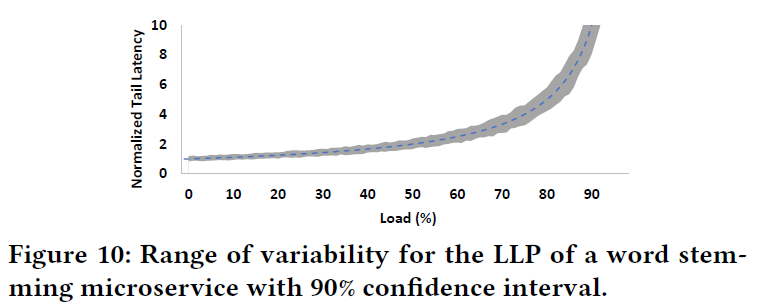 10
8
6
4
2
0
Normalized Tail Latency
0 10 20 30 40 50 60 70 80 90
Load (%)
Figure 10: Range of variability for the LLP of a word stem-
ming microservice with 90% confidence interval.